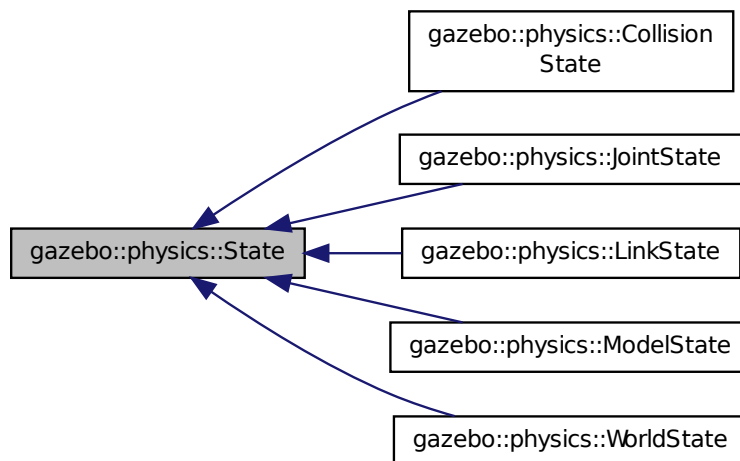 gazebo::physics::Collision
State
gazebo::physics::JointState
gazebo::physics::State
gazebo::physics::LinkState
gazebo::physics::ModelState
gazebo::physics::WorldState